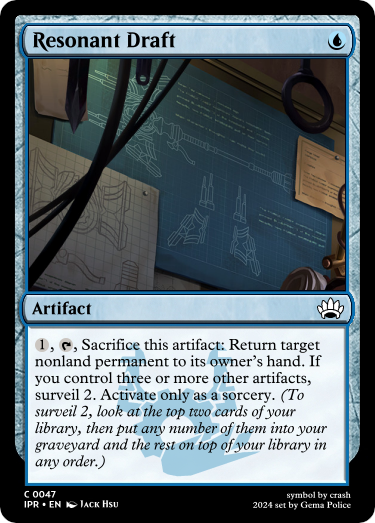 Resonant Draft
Artifact
1, T, Sacrifice this artifact: Return target
nonland permanent to its owner's hand. If
you control three or more other artifacts,
surveil 2. Activate only as a sorcery. (To
surveil 2, look at the top two cards of your
library, then put any number of them into your
graveyard and the rest on top of your library in
any order.)
C 0047
IPR • EN Jack Hsu
symbol by crash
2024 set by Gema Police